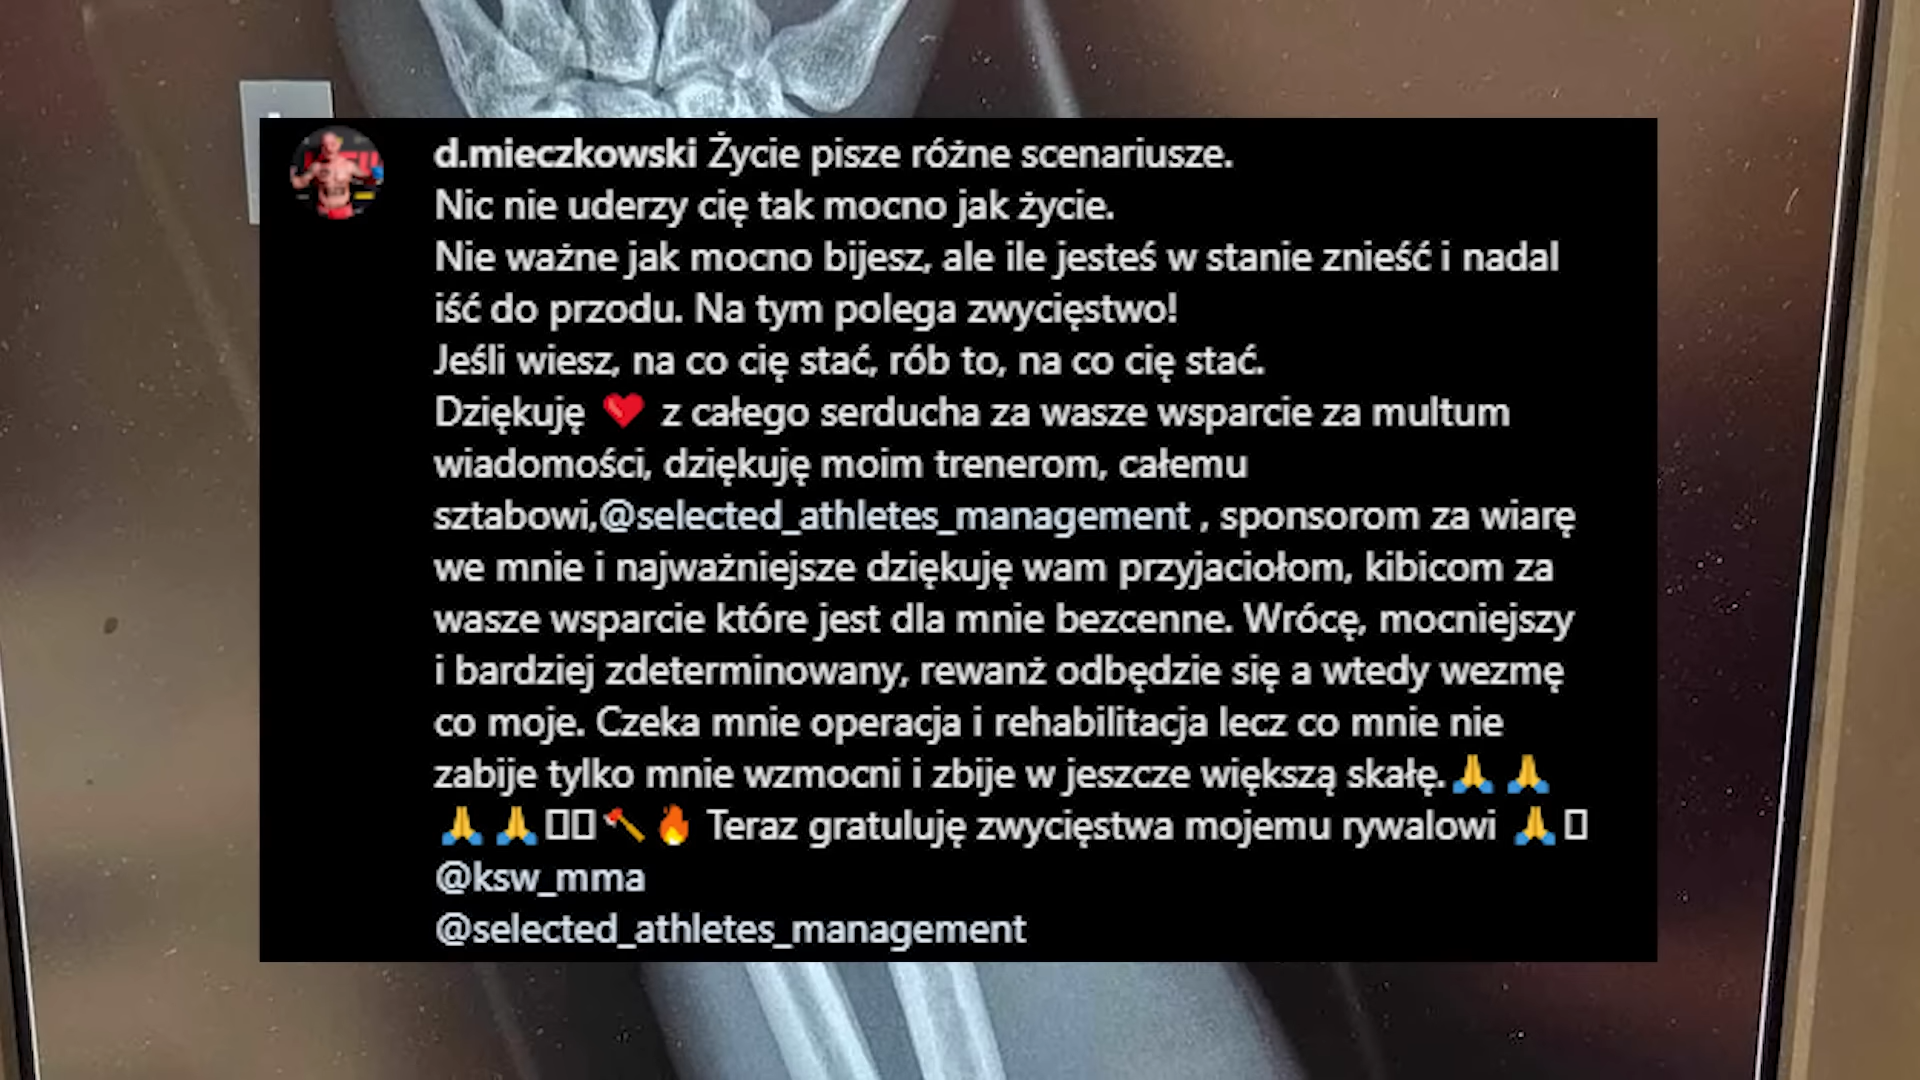 d.mieczkowski Życie pisze różne scenariusze.
Nic nie uderzy cię tak mocno jak życie.
Nie ważne jak mocno bijesz, ale ile jesteś w stanie znieść i nadal
iść do przodu. Na tym polega zwycięstwo!
Jeśli wiesz, na co cię stać, rób to, na co cię stać.
Dziękuję ❤️ z całego serducha za wasze wsparcie za multum
wiadomości, dziękuję moim trenerom, całemu
sztabowi,@selected_athletes_management , sponsorom za wiarę
we mnie i najważniejsze dziękuję wam przyjaciołom, kibicom za
wasze wsparcie które jest dla mnie bezcenne. Wrócę, mocniejszy
i bardziej zdeterminowany, rewanż odbędzie się a wtedy wezmę
co moje. Czeka mnie operacja i rehabilitacja lecz co mnie nie
zabije tylko mnie wzmocni i zbije w jeszcze większą skałę.🙏🙏
🙏🙏▯▯🪓🔥 Teraz gratuluję zwycięstwa mojemu rywalowi 🙏▯
@ksw_mma
@selected_athletes_management